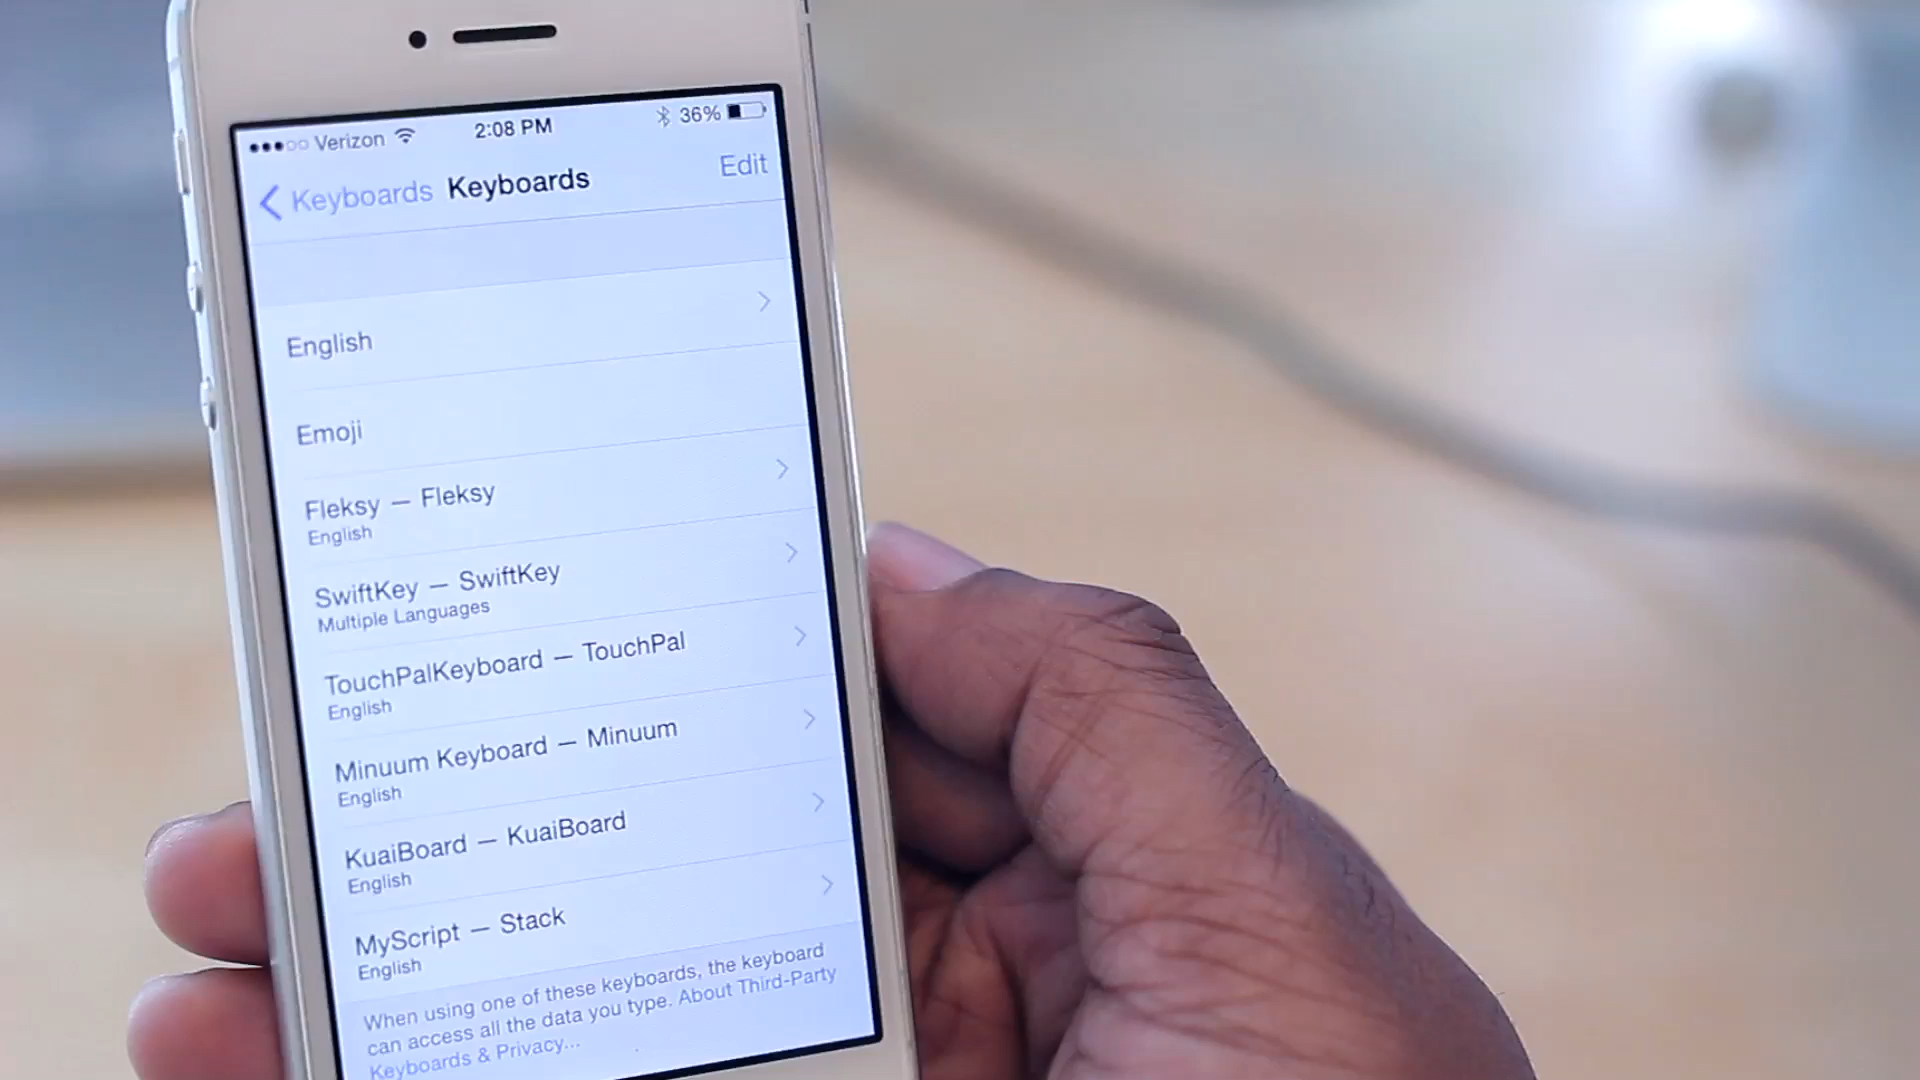 Verizon 2:08 PM 36%
Keyboards Keyboards Edit
English
Emoji
Fleksy — Fleksy
English
SwiftKey — SwiftKey
Multiple Languages
TouchPalKeyboard — TouchPal
English
Minuum Keyboard — Minuum
English
KuaiBoard — KuaiBoard
English
MyScript — Stack
English
When using one of these keyboards, the keyboard
can access all the data you type. About Third-Party
Keyboards & Privacy...